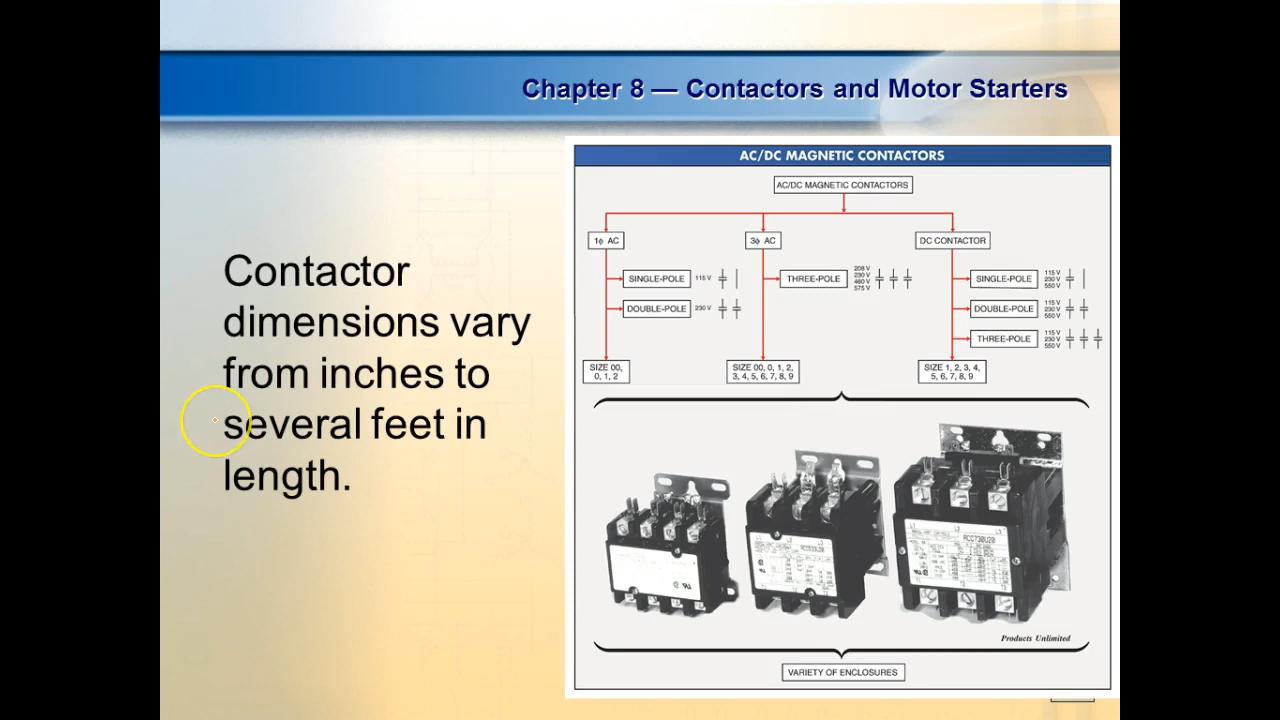 Chapter 8 — Contactors and Motor Starters
Contactor
dimensions vary
from inches to
several feet in
length.
AC/DC MAGNETIC CONTACTORS
AC/DC MAGNETIC CONTACTORS
1ϕ AC
3ϕ AC
DC CONTACTOR
SINGLE-POLE
115 V
DOUBLE-POLE
230 V
THREE-POLE
208 V
230 V
460 V
575 V
SINGLE-POLE
115 V
230 V
550 V
DOUBLE-POLE
115 V
230 V
550 V
THREE-POLE
115 V
230 V
550 V
SIZE 00,
0, 1, 2
SIZE 00, 0, 1, 2,
3, 4, 5, 6, 7, 8, 9
SIZE 1, 2, 3, 4,
5, 6, 7, 8, 9
L1 L2 L3
Products Unlimited
VARIETY OF ENCLOSURES